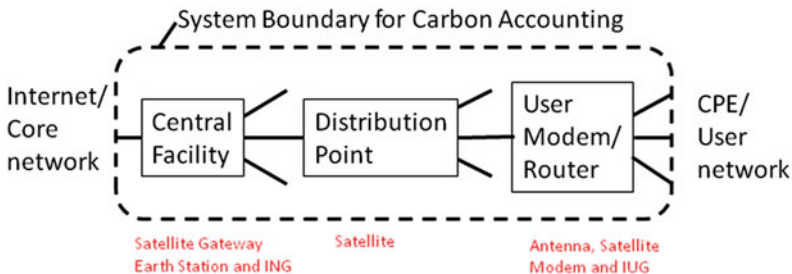 System Boundary for Carbon Accounting
Internet/
Core
network
Central
Facility
Distribution
Point
User
Modem/
Router
CPE/
User
network
Satellite Gateway
Earth Station and ING
Satellite
Antenna, Satellite
Modem and IUG